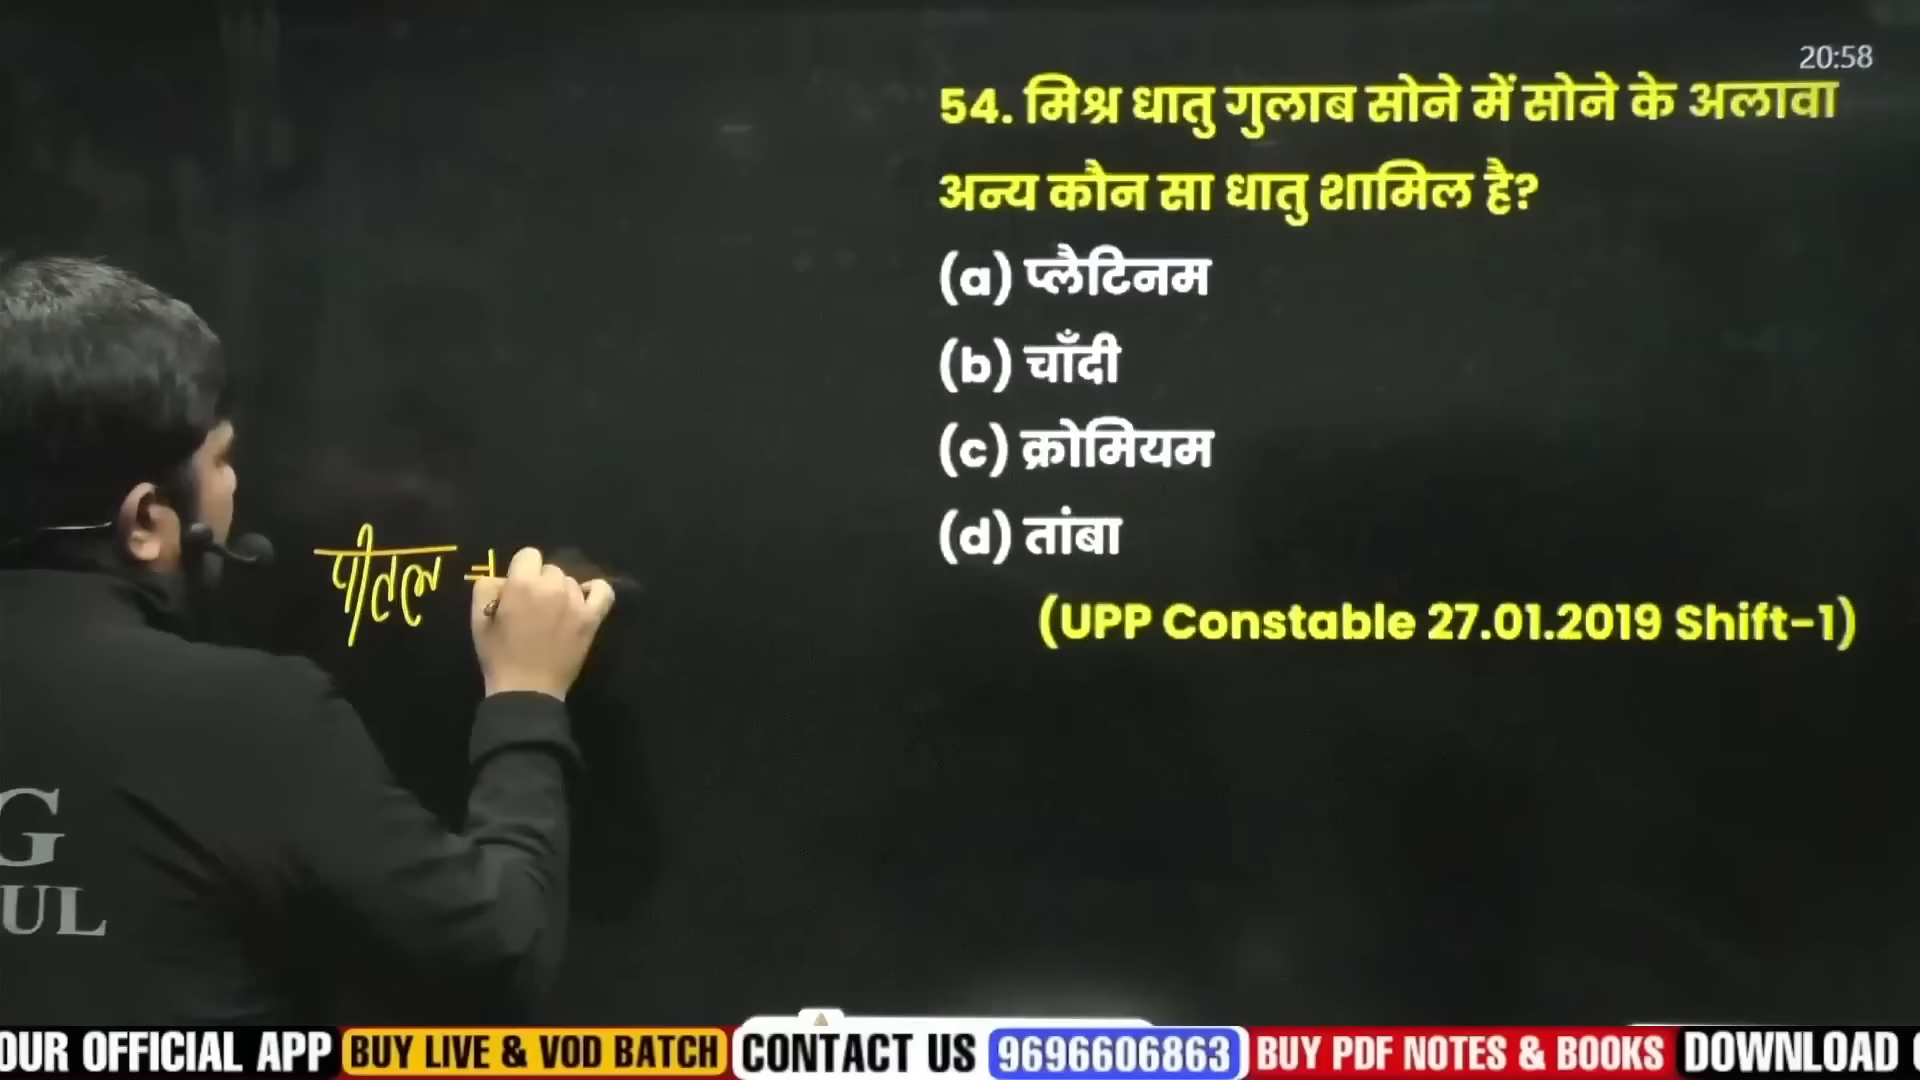 20:58
54. मिश्र धातु गुलाब सोने में सोने के अलावा
अन्य कौन सा धातु शामिल है?
(a) प्लैटिनम
(b) चाँदी
(c) क्रोमियम
(d) तांबा
(UPP Constable 27.01.2019 Shift-1)
पीतल =
G
UL
OUR OFFICIAL APP BUY LIVE & VOD BATCH CONTACT US 9696606863 BUY PDF NOTES & BOOKS DOWNLOAD